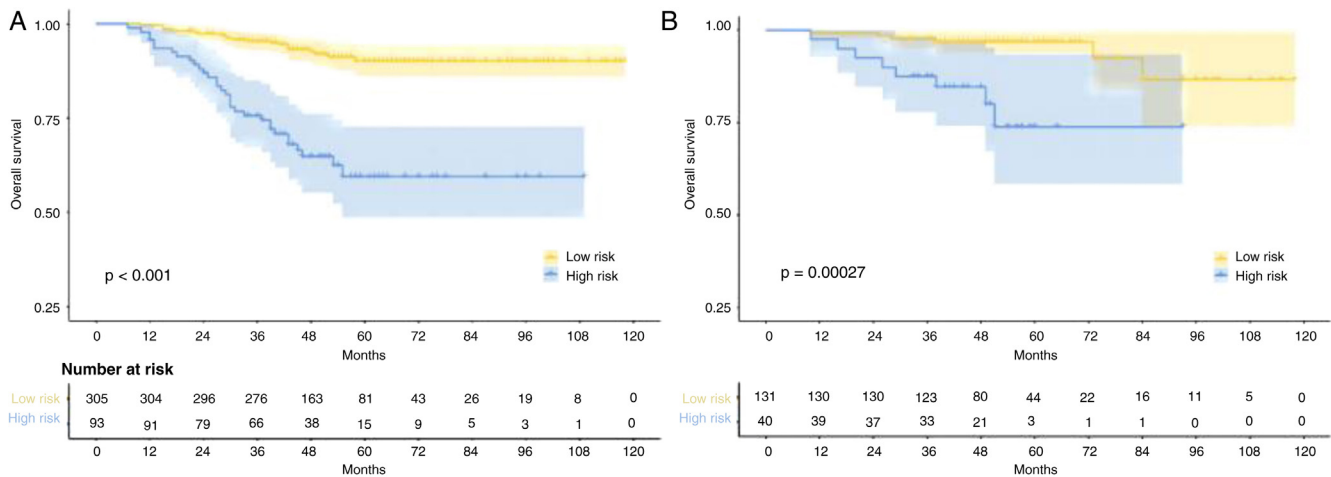 A
1.00
0.75
0.50
0.25
Overall survival
p < 0.001
Low risk
High risk
0 12 24 36 48 60 72 84 96 108 120
Months
Number at risk
Low risk 305 304 296 276 163 81 43 26 19 8 0
High risk 93 91 79 66 38 15 9 5 3 1 0
0 12 24 36 48 60 72 84 96 108 120
Months
B
1.00
0.75
0.50
0.25
Overall survival
p = 0.00027
Low risk
High risk
0 12 24 36 48 60 72 84 96 108 120
Months
Low risk 131 130 130 123 80 44 22 16 11 5 0
High risk 40 39 37 33 21 3 1 1 0 0 0
0 12 24 36 48 60 72 84 96 108 120
Months